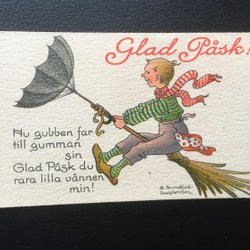 Glad Påsk!
Nu gubben far
till gumman
sin
Glad Påsk du
rara lilla vännen
min!